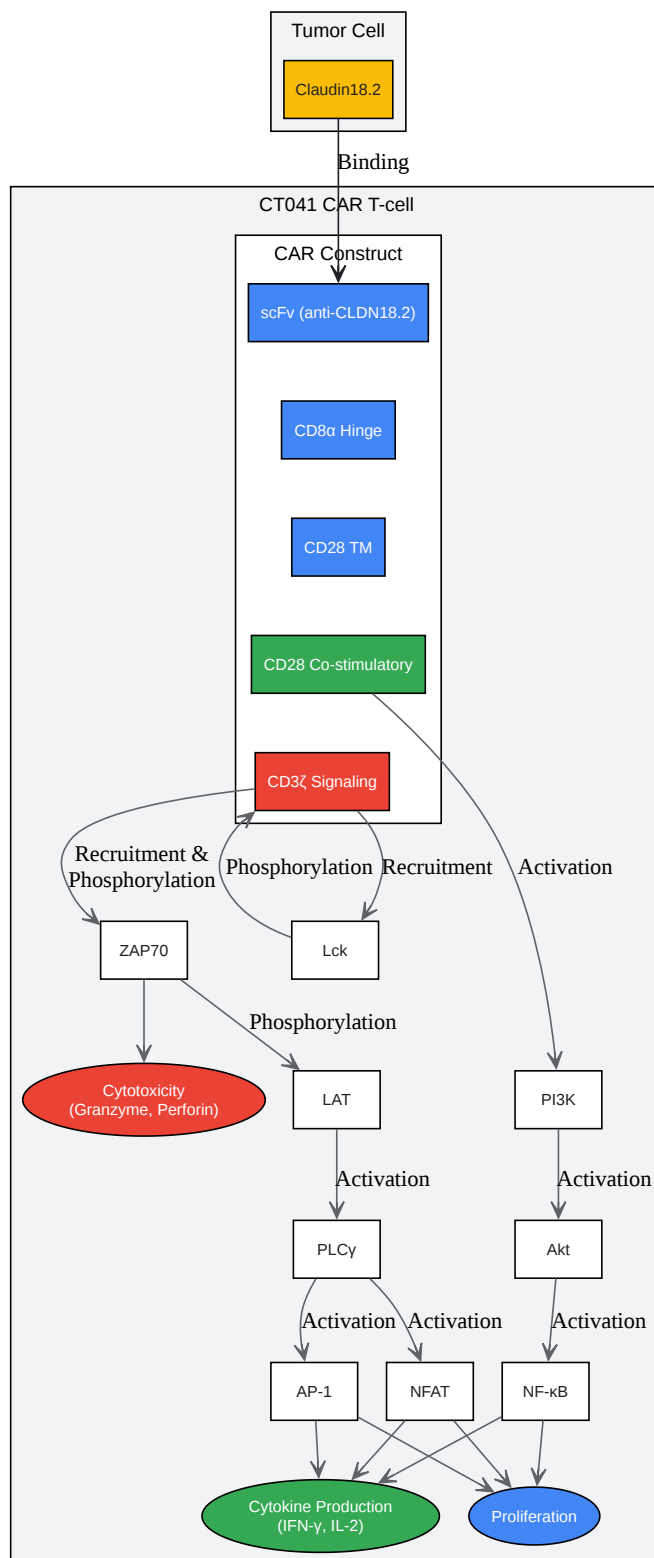 Tumor Cell
Claudin18.2
Binding
CT041 CAR T-cell
CAR Construct
scFv (anti-CLDN18.2)
CD8α Hinge
CD28 TM
CD28 Co-stimulatory
CD3ζ Signaling
Recruitment &
Phosphorylation
Phosphorylation
Recruitment
Activation
ZAP70
Lck
Phosphorylation
Cytotoxicity
(Granzyme, Perforin)
LAT
PI3K
Activation
Activation
PLCγ
Akt
Activation
Activation
Activation
AP-1
NFAT
NF-κB
Cytokine Production
(IFN-γ, IL-2)
Proliferation